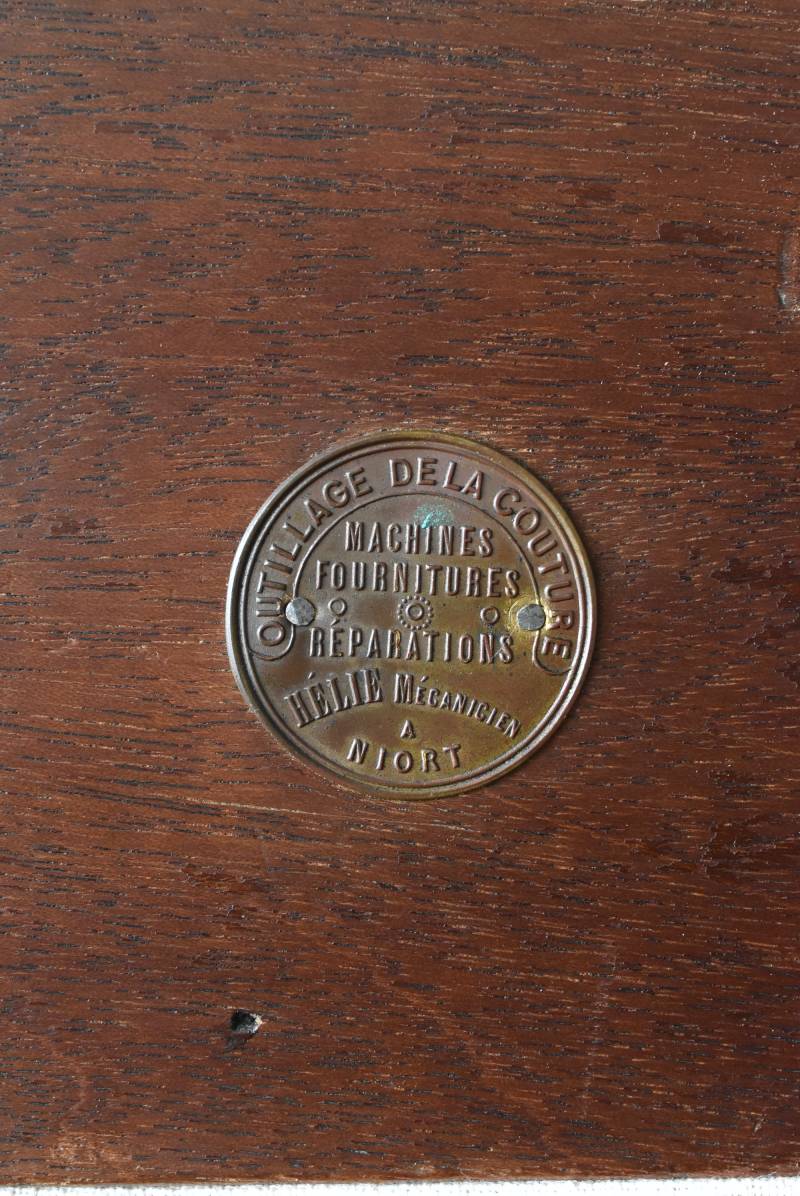 OUTILLAGE DE LA COUTURE
MACHINES
FOURNITURES
RÉPARATIONS
HÉLIE MÉCANICIEN
A
NIORT